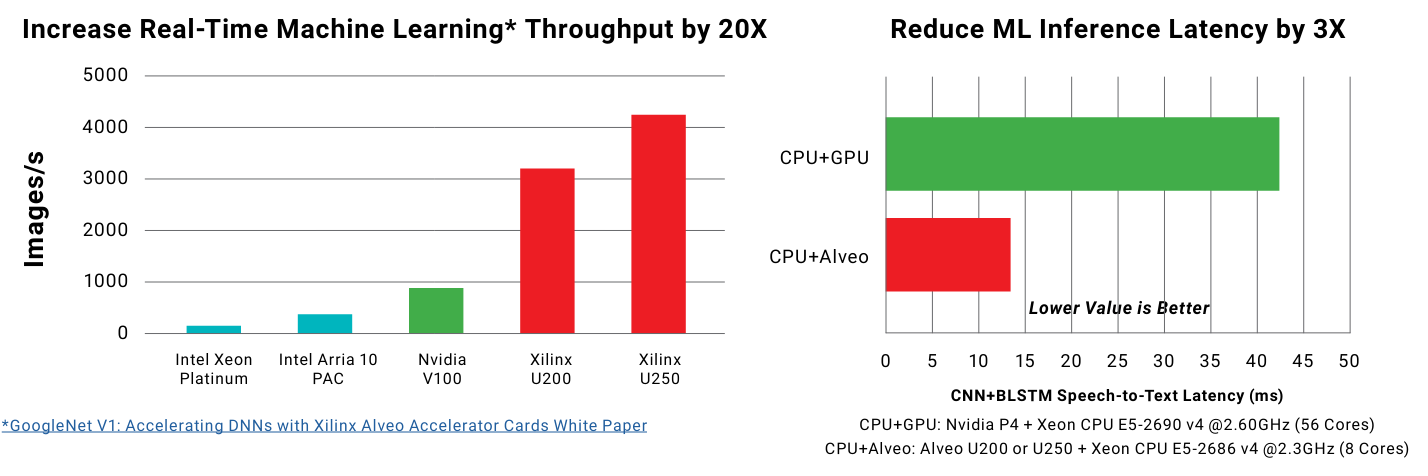 Increase Real-Time Machine Learning* Throughput by 20X
5000
4000
3000
2000
1000
0
Images/s
Intel Xeon
Platinum
Intel Arria 10
PAC
Nvidia
V100
Xilinx
U200
Xilinx
U250
*GoogleNet V1: Accelerating DNNs with Xilinx Alveo Accelerator Cards White Paper
Reduce ML Inference Latency by 3X
CPU+GPU
CPU+Alveo
Lower Value is Better
0 5 10 15 20 25 30 35 40 45 50
CNN+BLSTM Speech-to-Text Latency (ms)
CPU+GPU: Nvidia P4 + Xeon CPU E5-2690 v4 @2.60GHz (56 Cores)
CPU+Alveo: Alveo U200 or U250 + Xeon CPU E5-2686 v4 @2.3GHz (8 Cores)